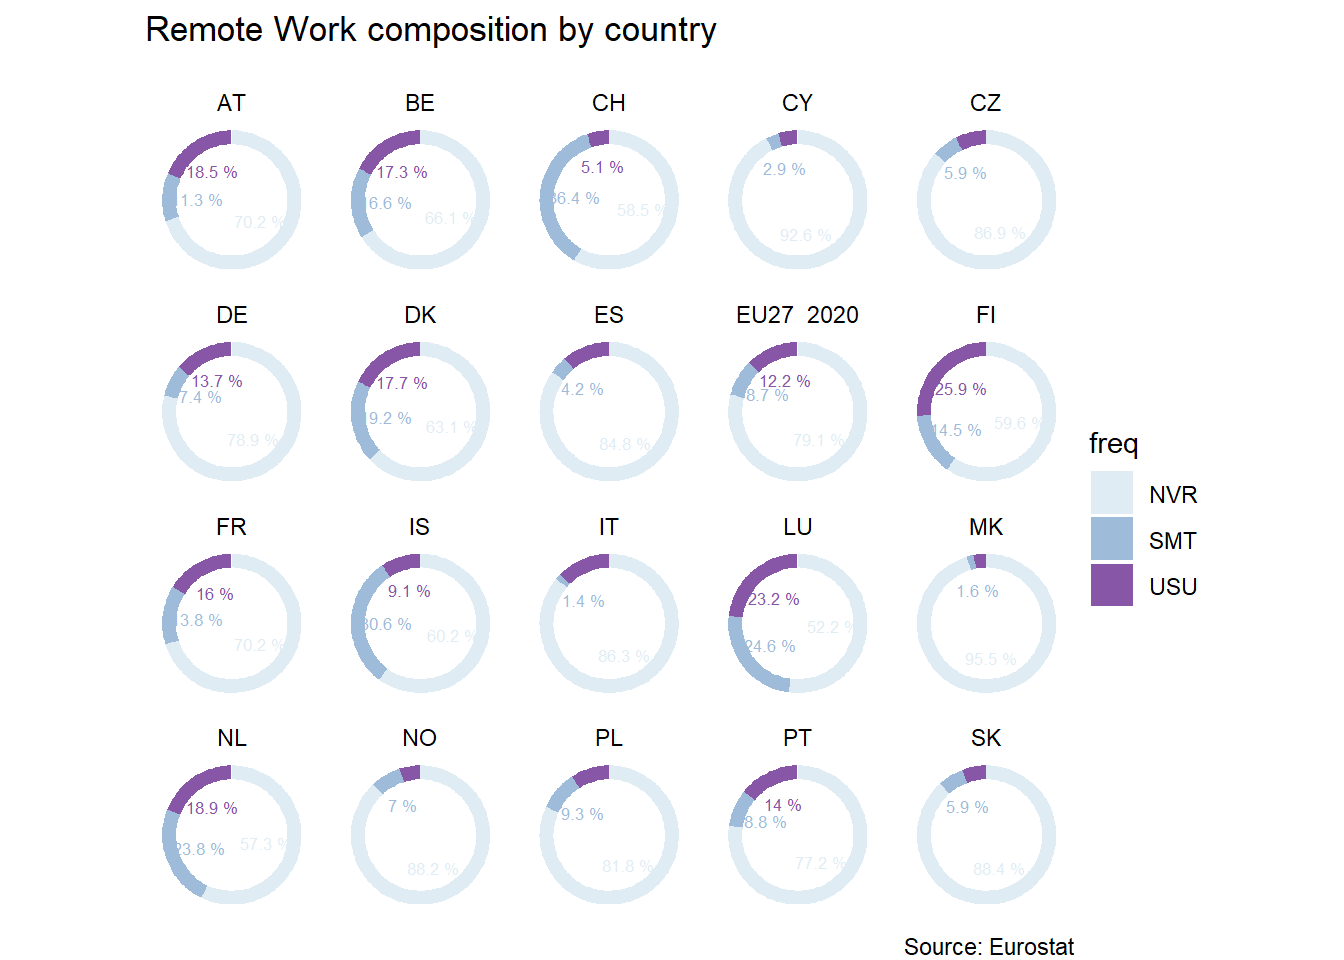 Remote Work composition by country
AT BE CH CY CZ
18.5 % 17.3 % 5.1 % 2.9 % 5.9 %
1.3 % 6.6 % 36.4 %
70.2 % 66.1 % 58.5 % 92.6 % 86.9 %
DE DK ES EU27 2020 FI
13.7 % 17.7 % 4.2 % 12.2 % 25.9 %
7.4 % 19.2 % 8.7 % 14.5 %
78.9 % 63.1 % 84.8 % 79.1 % 59.6 %
freq
NVR
SMT
USU
FR IS IT LU MK
16 % 9.1 % 1.4 % 23.2 % 1.6 %
3.8 % 30.6 % 24.6 %
70.2 % 60.2 % 86.3 % 52.2 % 95.5 %
NL NO PL PT SK
18.9 % 7 % 9.3 % 14 % 5.9 %
23.8 % 8.8 %
57.3 % 88.2 % 81.8 % 77.2 % 88.4 %
Source: Eurostat